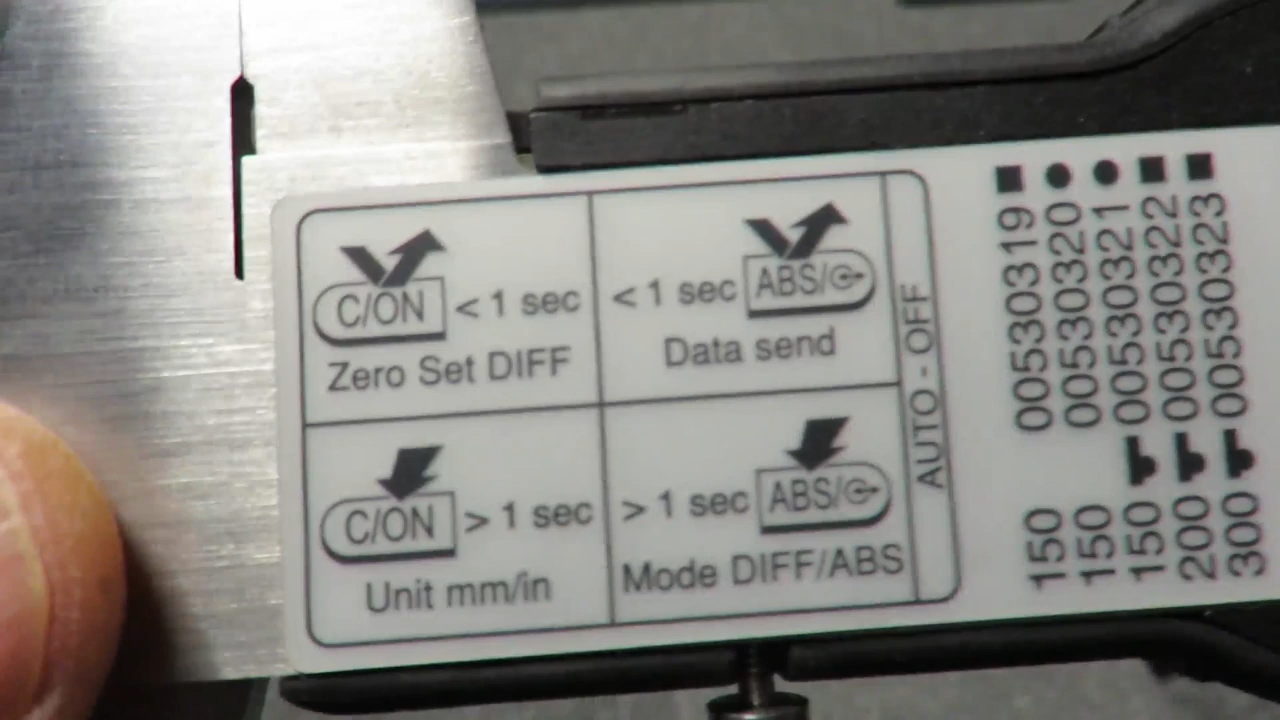 C/ON < 1 sec
Zero Set DIFF
< 1 sec ABS/
Data send
C/ON > 1 sec
Unit mm/in
> 1 sec ABS/
Mode DIFF/ABS
AUTO - OFF
150 00530319
150 00530320
150 00530321
200 00530322
300 00530323